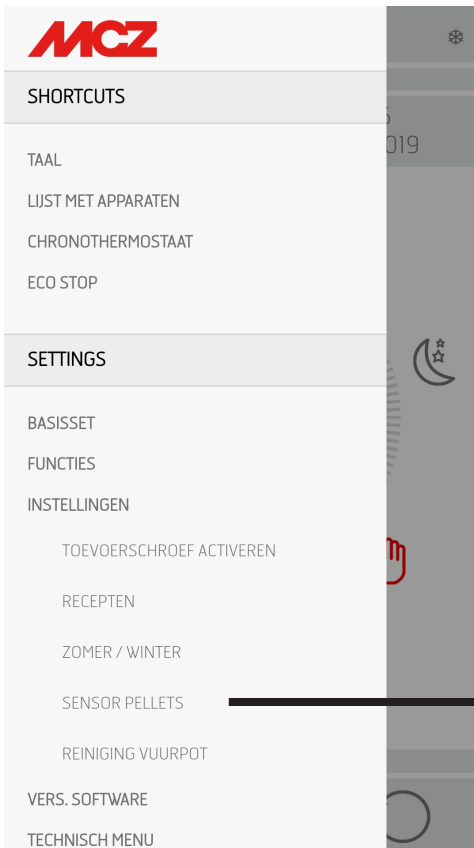 MCZ
SHORTCUTS
019
TAAL
LIJST MET APPARATEN
CHRONOTHERMOSTAAT
ECO STOP
SETTINGS
BASISSET
FUNCTIES
INSTELLINGEN
TOEVOERSCHROEF ACTIVEREN
RECEPTEN
ZOMER / WINTER
SENSOR PELLETS
REINIGING VUURPOT
VERS. SOFTWARE
TECHNISCH MENU